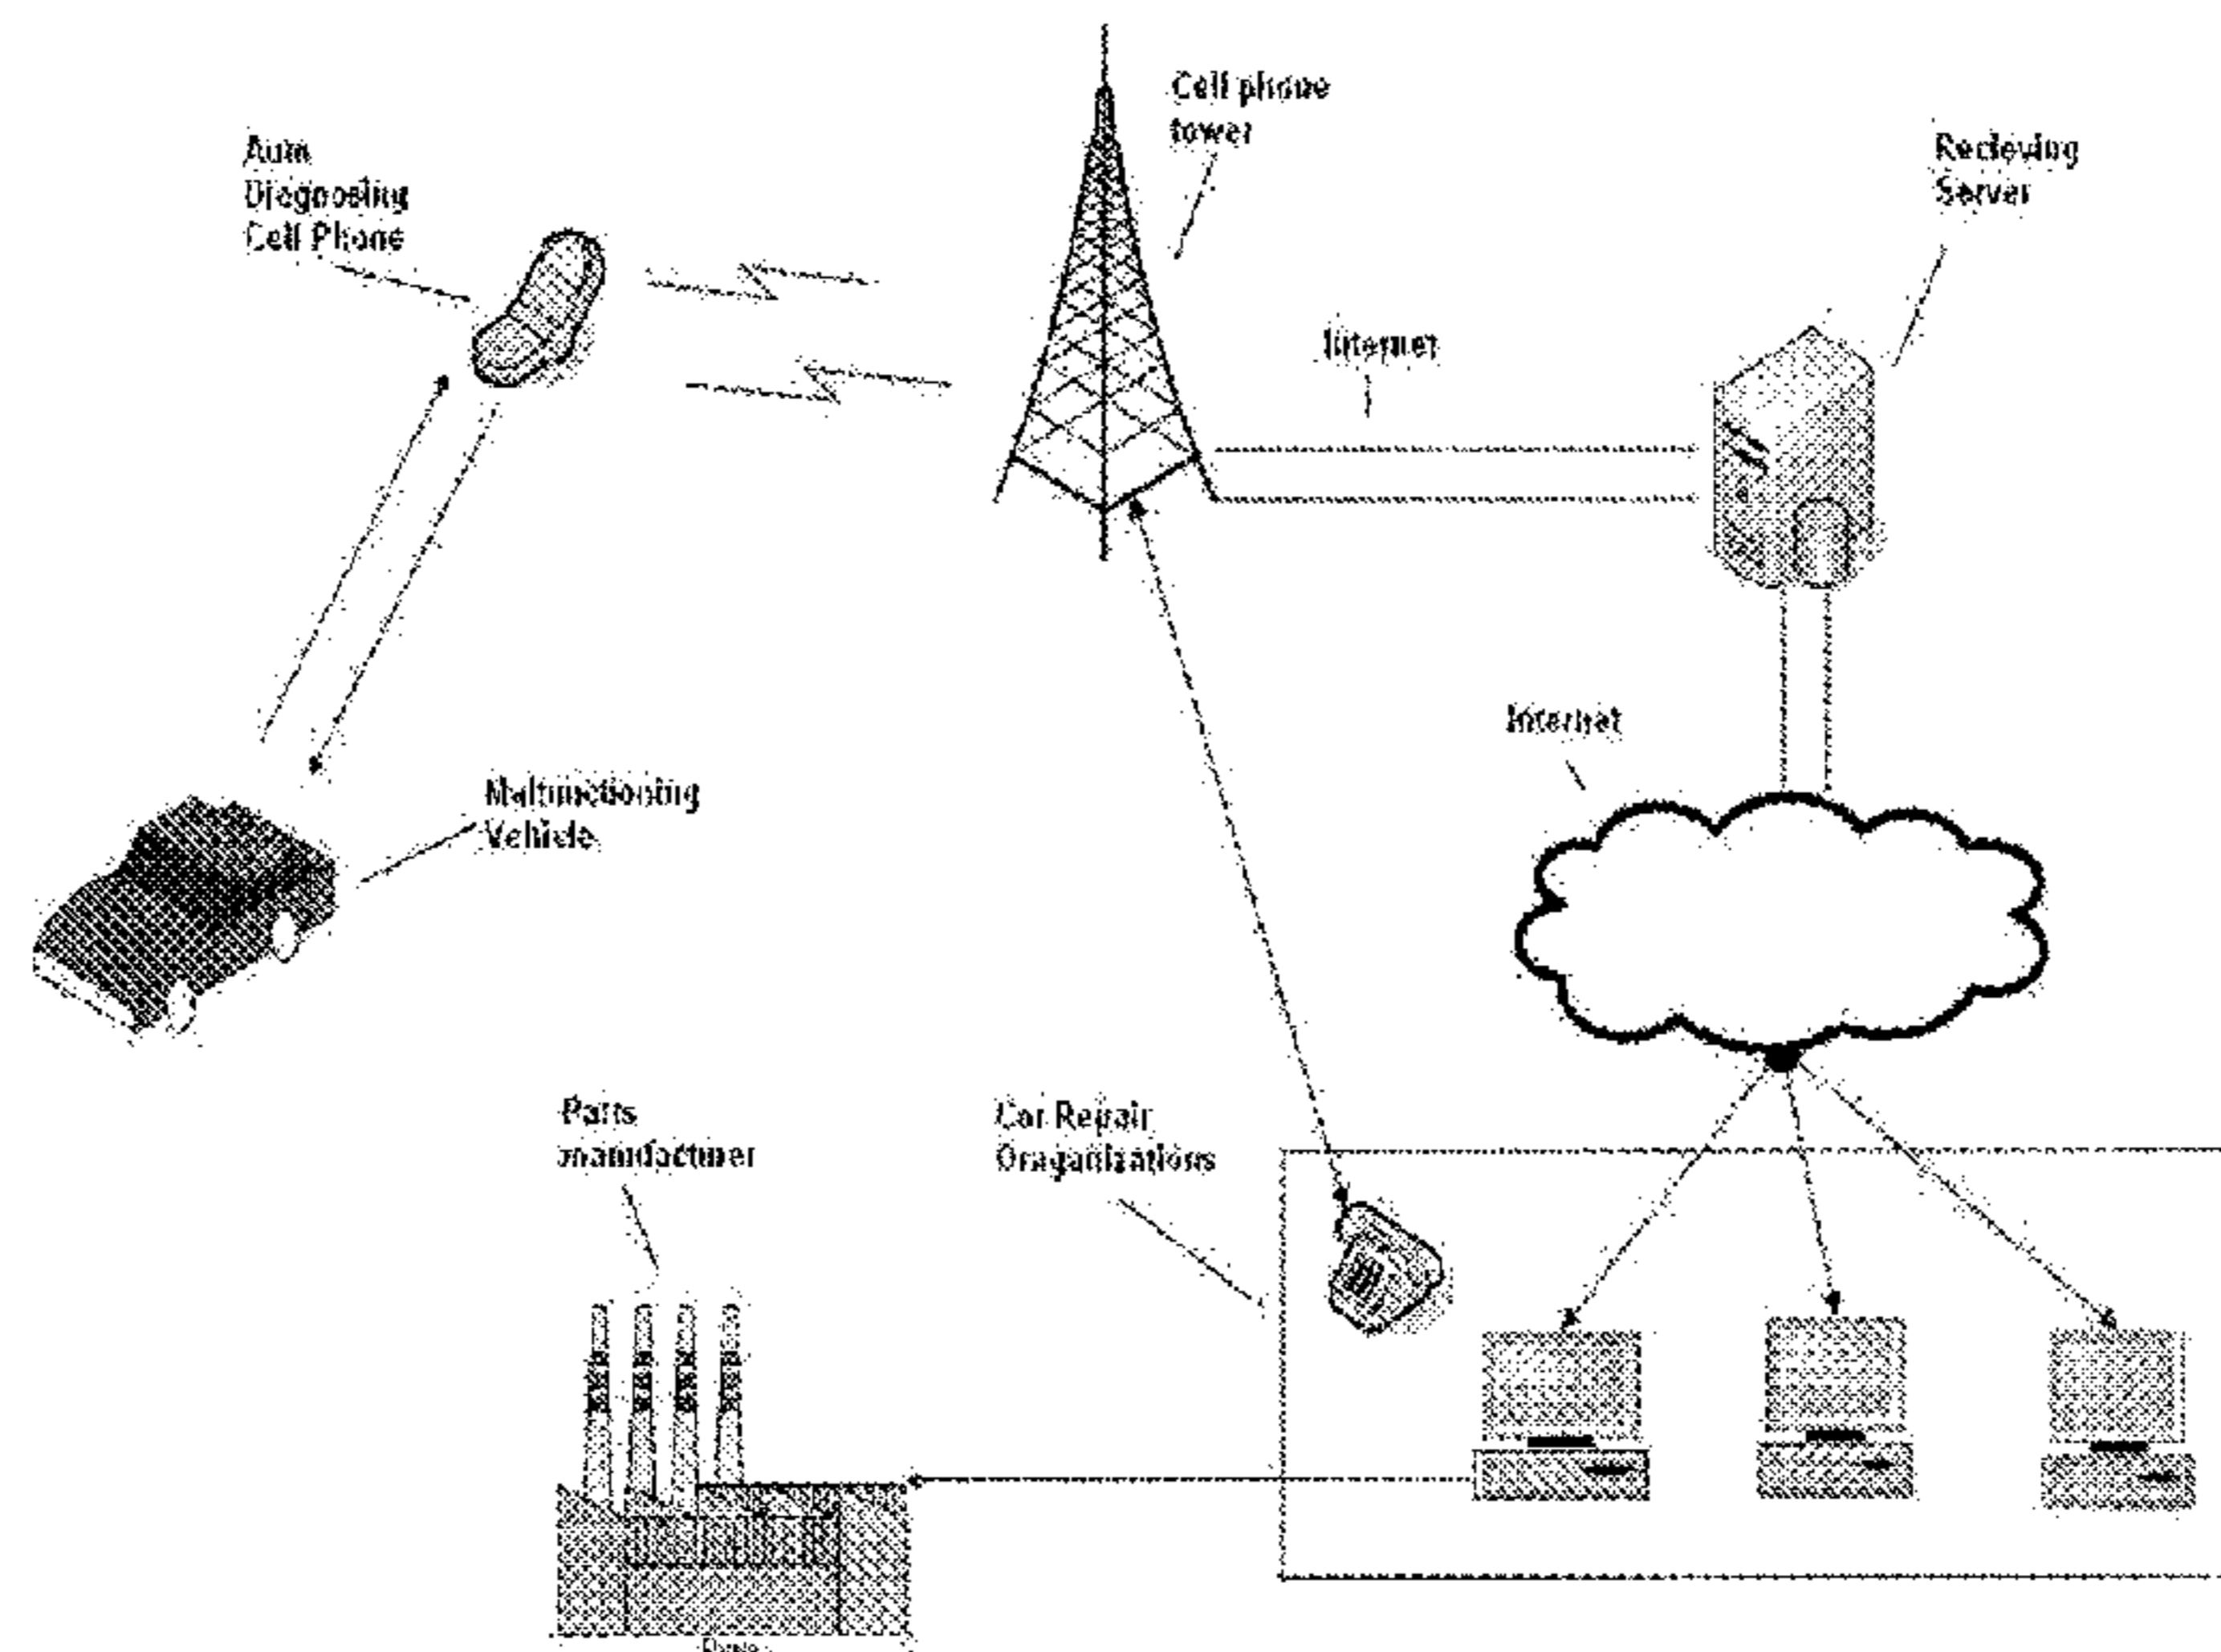 Cell phone
tower
Auto
Diagnosing
Cell Phone
Recieving
Server
Internet
Internet
Malfunctioning
Vehicle
Parts
manufacturer
Car Repair
Oraganizations